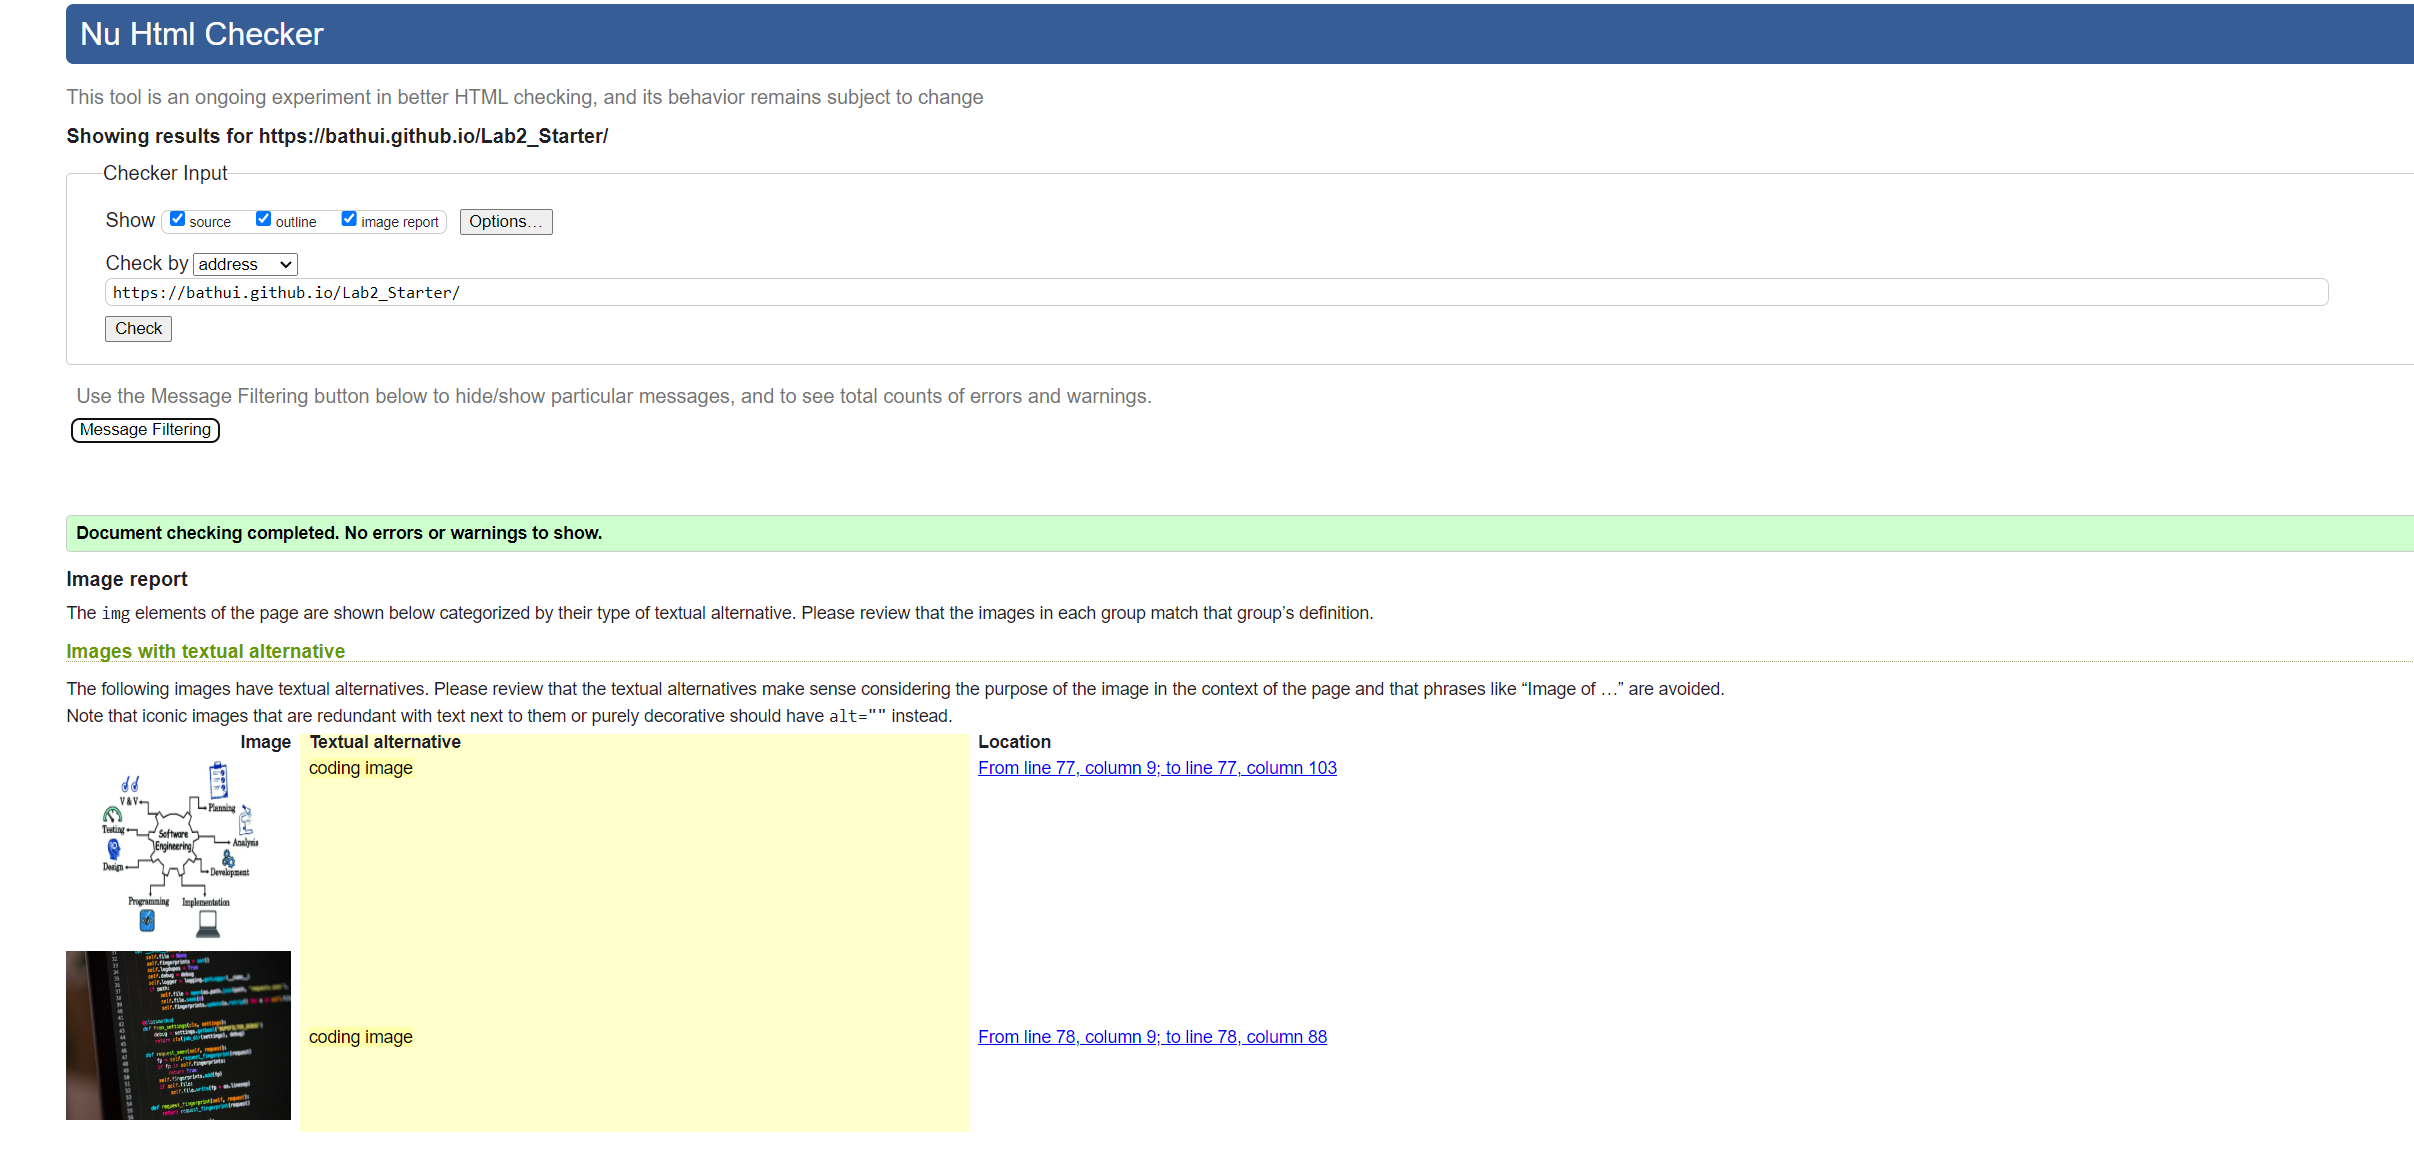 Nu Html Checker
This tool is an ongoing experiment in better HTML checking, and its behavior remains subject to change
Showing results for https://bathui.github.io/Lab2_Starter/
Checker Input
Show source outline image report Options…
Check by address
https://bathui.github.io/Lab2_Starter/
Check
Use the Message Filtering button below to hide/show particular messages, and to see total counts of errors and warnings.
Message Filtering
Document checking completed. No errors or warnings to show.
Image report
The img elements of the page are shown below categorized by their type of textual alternative. Please review that the images in each group match that group’s definition.
Images with textual alternative
The following images have textual alternatives. Please review that the textual alternatives make sense considering the purpose of the image in the context of the page and that phrases like “Image of …” are avoided.
Note that iconic images that are redundant with text next to them or purely decorative should have alt="" instead.
Image Textual alternative Location
coding image From line 77, column 9; to line 77, column 103
V & V
Planning
Testing
Software
Engineering
Analysis
Design
Development
Programming Implementation
coding image From line 78, column 9; to line 78, column 88